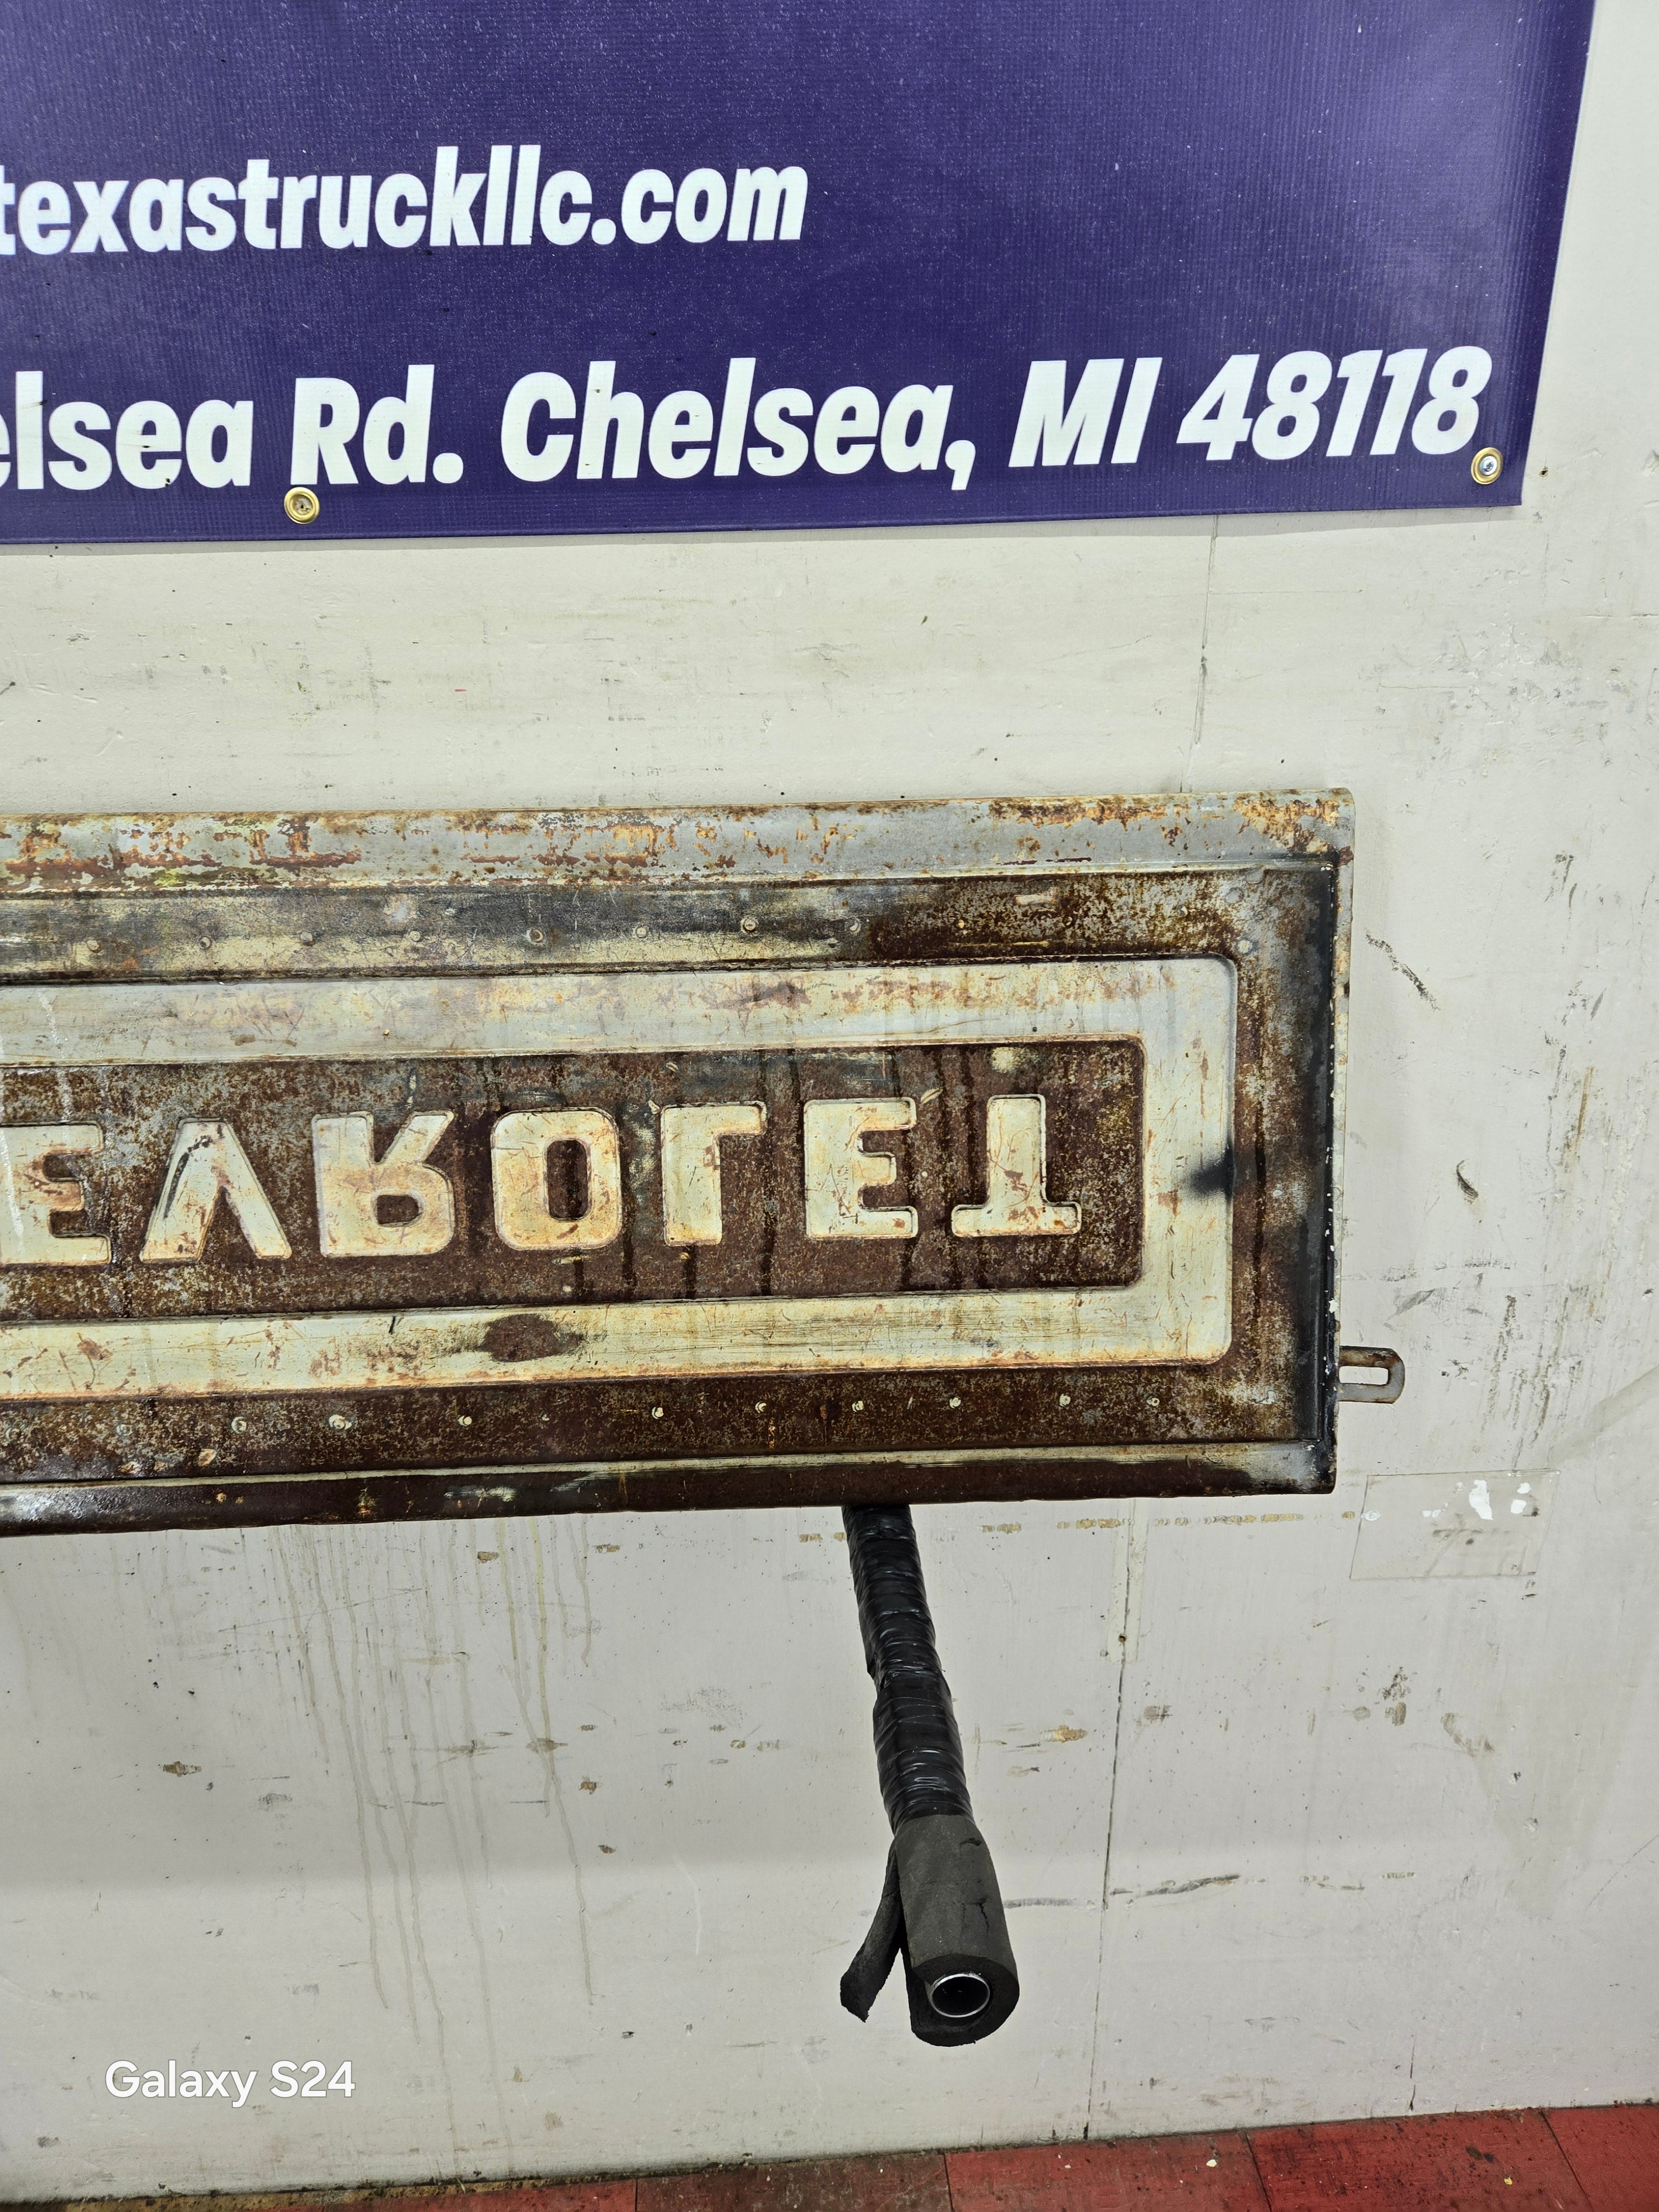 texastruckllc.com
elsea Rd. Chelsea, MI 48118
EVROLET
Galaxy S24